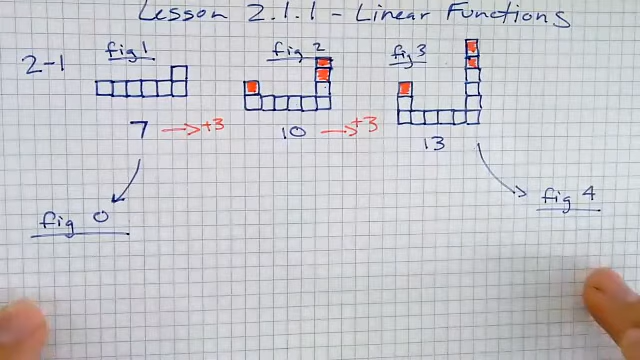 Lesson 2.1.1 - Linear Functions
2-1
fig 1
fig 2
fig 3
7 → +3
10 → +3
13
fig 0
fig 4